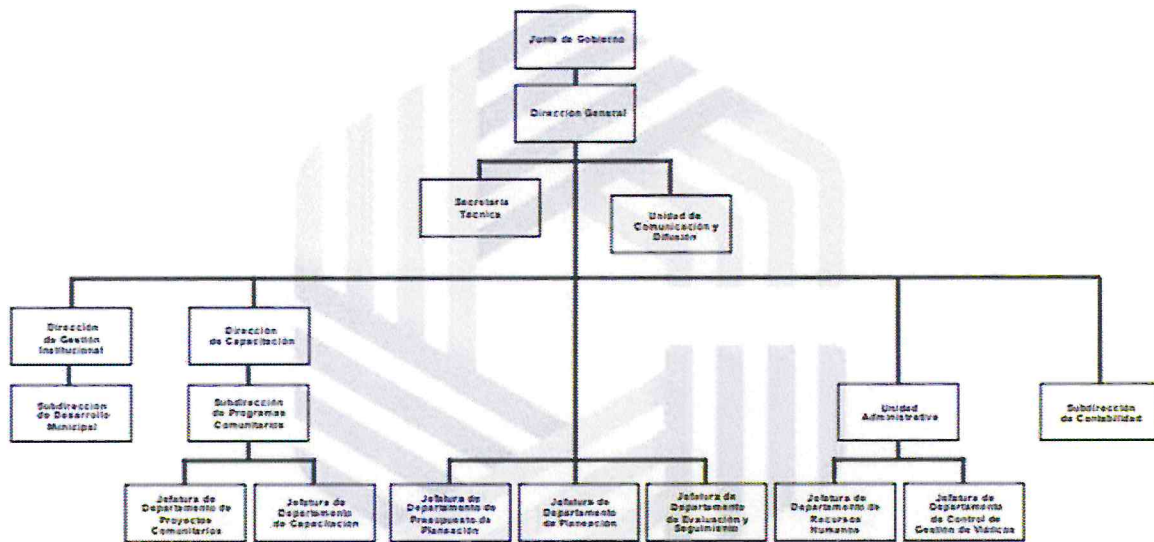 Junta de Gobierno
Dirección General
Secretaría
Técnica
Unidad de
Comunicación y
Difusión
Dirección
de Gestión
Institucional
Dirección
de Capacitación
Subdirección
de Desarrollo
Municipal
Subdirección
de Programas
Comunitarios
Unidad
Administrativa
Subdirección
de Contabilidad
Jefatura de
Departamento de
Proyectos
Comunitarios
Jefatura de
Departamento
de Capacitación
Jefatura de
Departamento de
Presupuesto de
Planeación
Jefatura de
Departamento
de Planeación
Jefatura de
Departamento
de Evaluación y
Seguimiento
Jefatura de
Departamento de
Recursos
Humanos
Jefatura de
Departamento
de Control de
Gestión de Viáticos